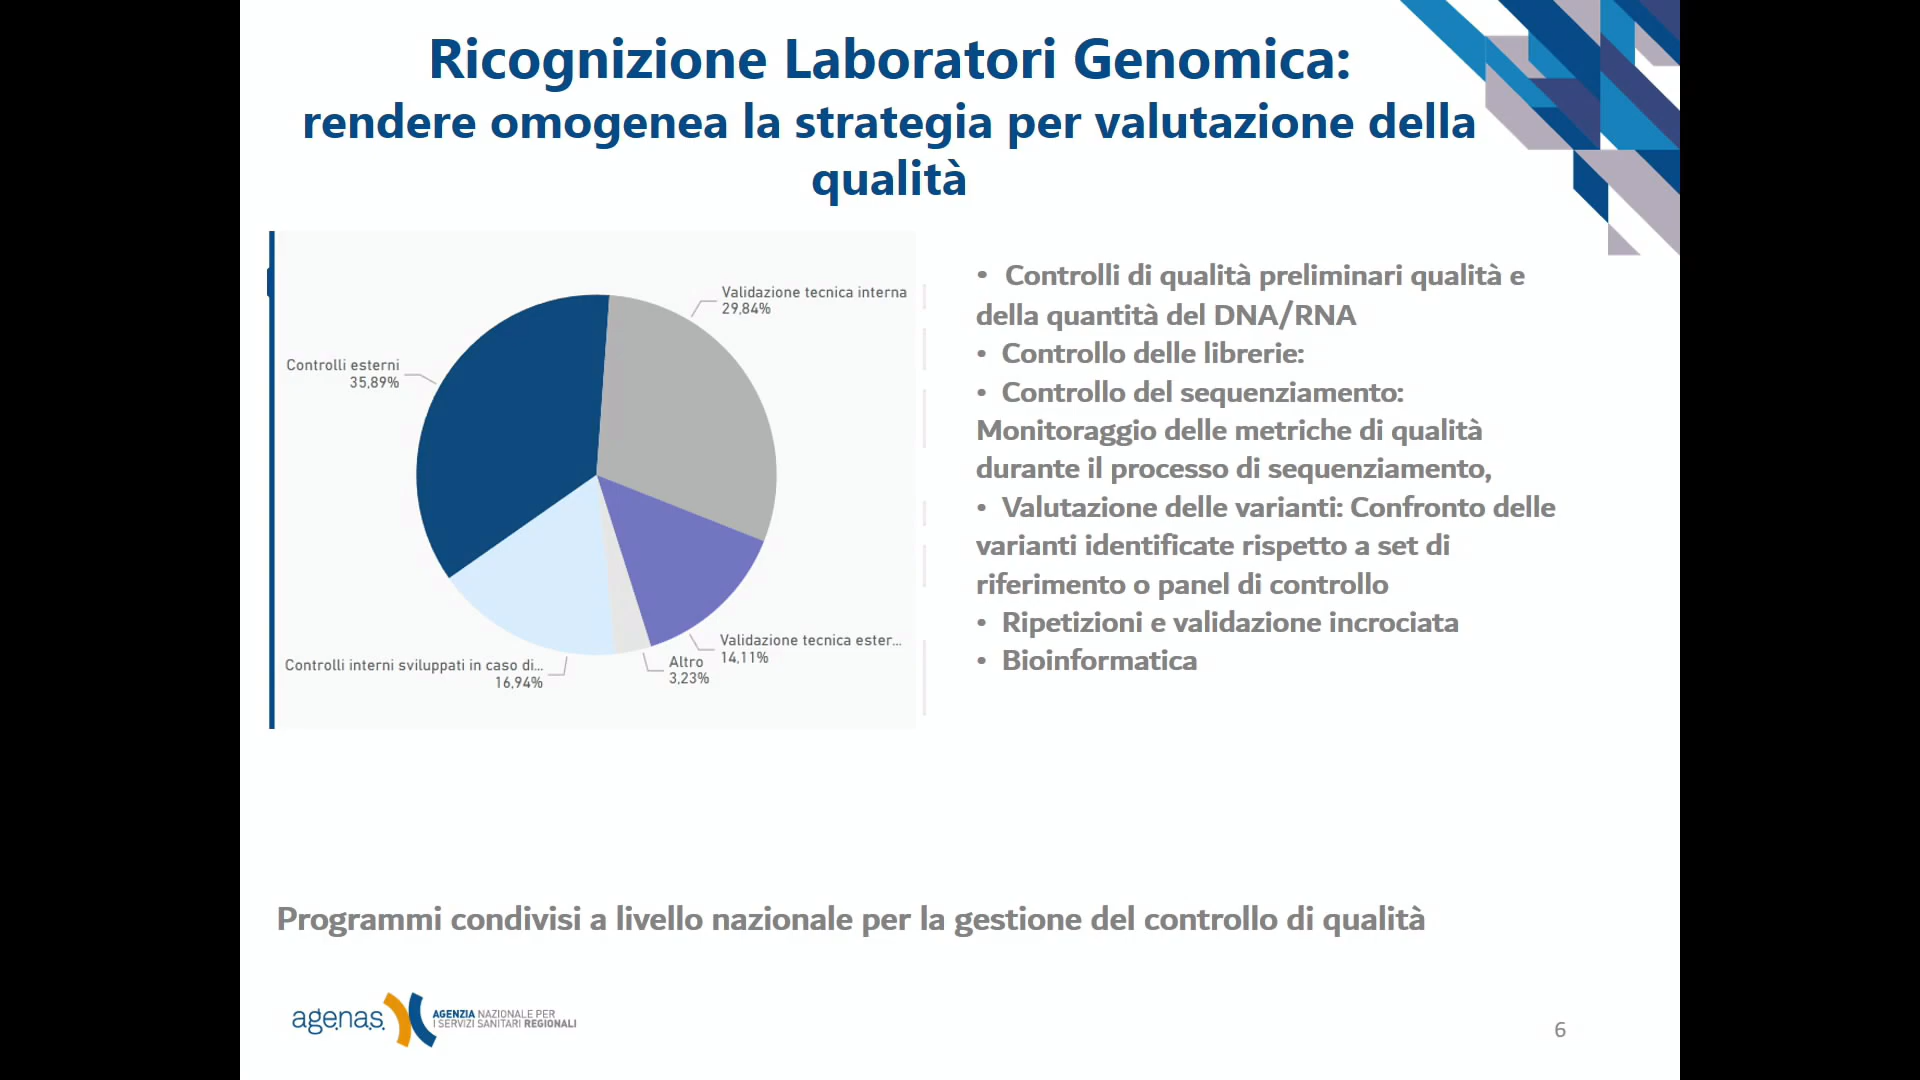 Ricognizione Laboratori Genomica:
rendere omogenea la strategia per valutazione della
qualità
Validazione tecnica interna
29,84%
Controlli esterni
35,89%
Validazione tecnica ester...
14,11%
Altro
3,23%
Controlli interni sviluppati in caso di...
16,94%
• Controlli di qualità preliminari qualità e
della quantità del DNA/RNA
• Controllo delle librerie:
• Controllo del sequenziamento:
Monitoraggio delle metriche di qualità
durante il processo di sequenziamento,
• Valutazione delle varianti: Confronto delle
varianti identificate rispetto a set di
riferimento o panel di controllo
• Ripetizioni e validazione incrociata
• Bioinformatica
Programmi condivisi a livello nazionale per la gestione del controllo di qualità
agenas.
AGENZIA NAZIONALE PER
I SERVIZI SANITARI REGIONALI
6